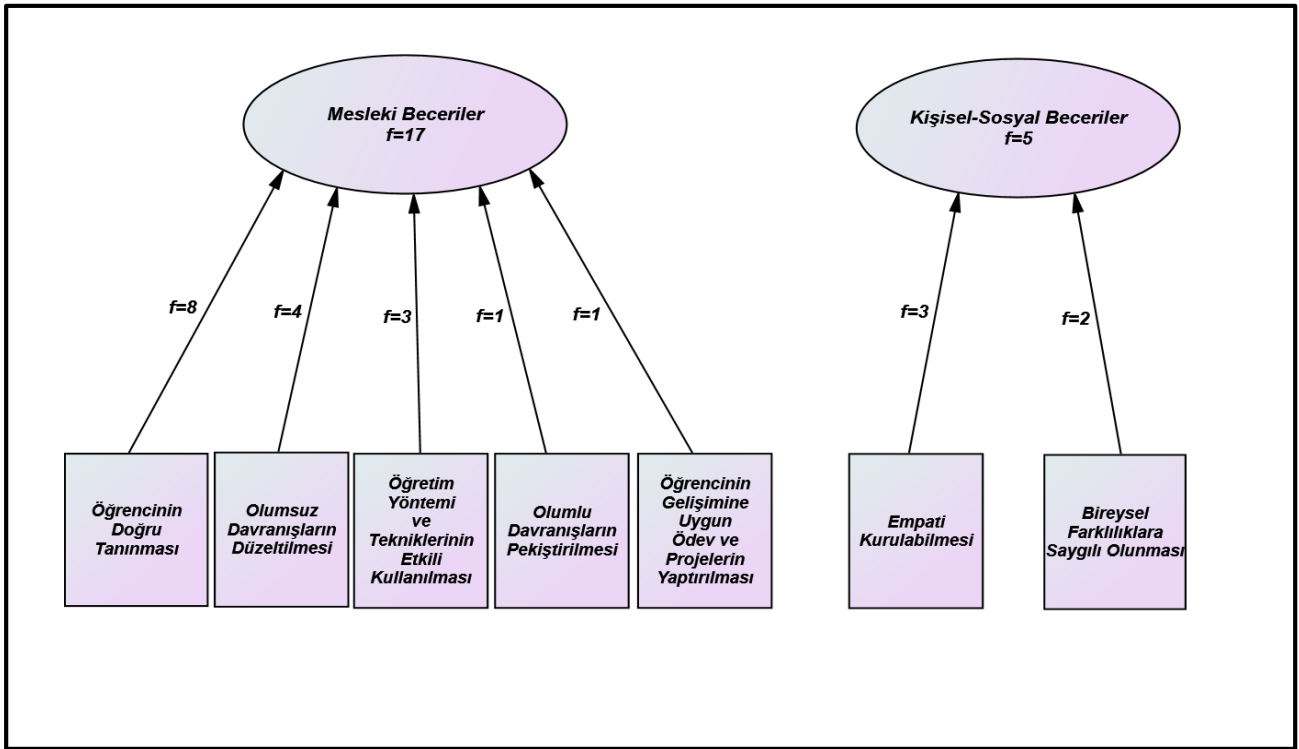 Mesleki Beceriler
f=17
Kişisel-Sosyal Beceriler
f=5
f=8
f=4
f=3
f=1
f=1
f=3
f=2
Öğrencinin
Doğru
Tanınması
Olumsuz
Davranışların
Düzeltilmesi
Öğretim
Yöntemi
ve
Tekniklerinin
Etkili
Kullanılması
Olumlu
Davranışların
Pekiştirilmesi
Öğrencinin
Gelişimine
Uygun
Ödev ve
Projelerin
Yaptırılması
Empati
Kurulabilmesi
Bireysel
Farklılıklara
Saygılı Olunması